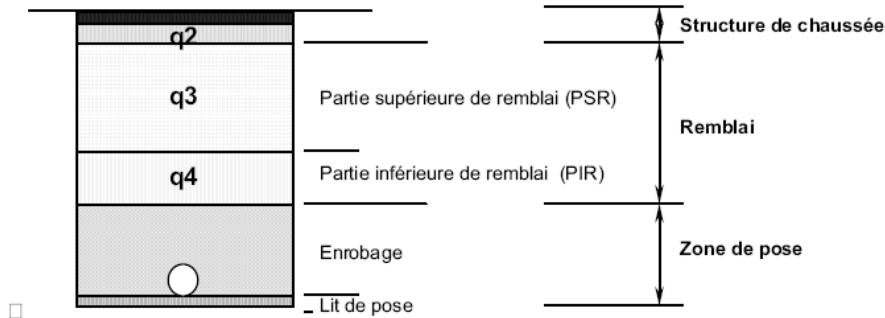 q2
Structure de chaussée
q3
Partie supérieure de remblai (PSR)
Remblai
q4
Partie inférieure de remblai (PIR)
Enrobage
Zone de pose
Lit de pose